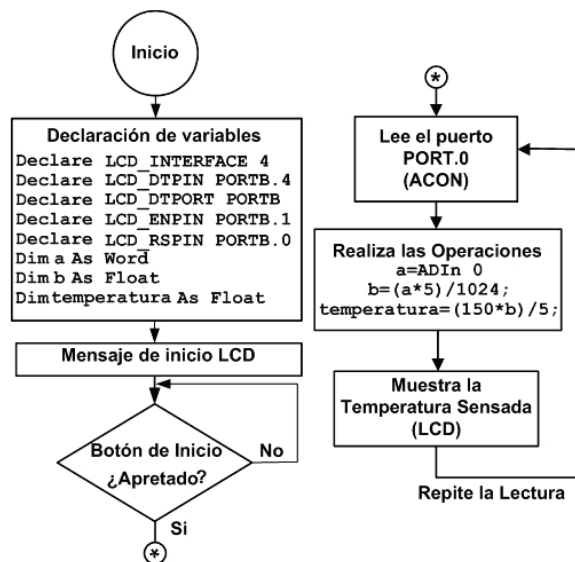 Inicio
Declaración de variables
Declare LCD_INTERFACE 4
Declare LCD_DTPIN PORTB.4
Declare LCD_DTPORT PORTB
Declare LCD_ENPIN PORTB.1
Declare LCD_RSPIN PORTB.0
Dim a As Word
Dim b As Float
Dim temperatura As Float
Mensaje de inicio LCD
Botón de Inicio
¿Apretado?
No
Si
*
*
Lee el puerto
PORT.0
(ACON)
Realiza las Operaciones
a=ADIn 0
b=(a*5)/1024;
temperatura=(150*b)/5;
Muestra la
Temperatura Sensada
(LCD)
Repite la Lectura